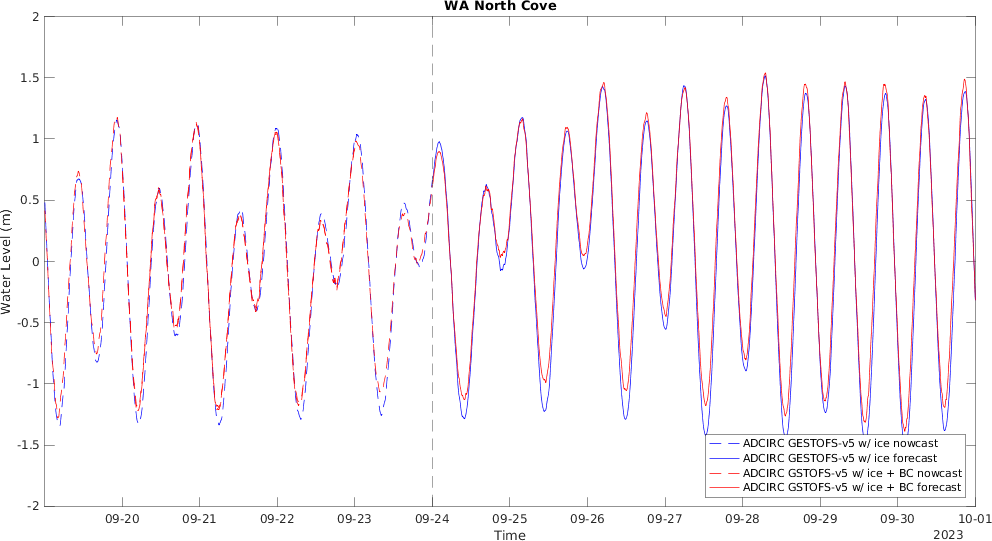 WA North Cove
2
1.5
1
0.5
0
-0.5
-1
-1.5
-2
Water Level (m)
ADCIRC GESTOFS-v5 w/ ice nowcast
ADCIRC GESTOFS-v5 w/ ice forecast
ADCIRC GSTOFS-v5 w/ ice + BC nowcast
ADCIRC GSTOFS-v5 w/ ice + BC forecast
09-20 09-21 09-22 09-23 09-24 09-25 09-26 09-27 09-28 09-29 09-30 10-01
Time
2023